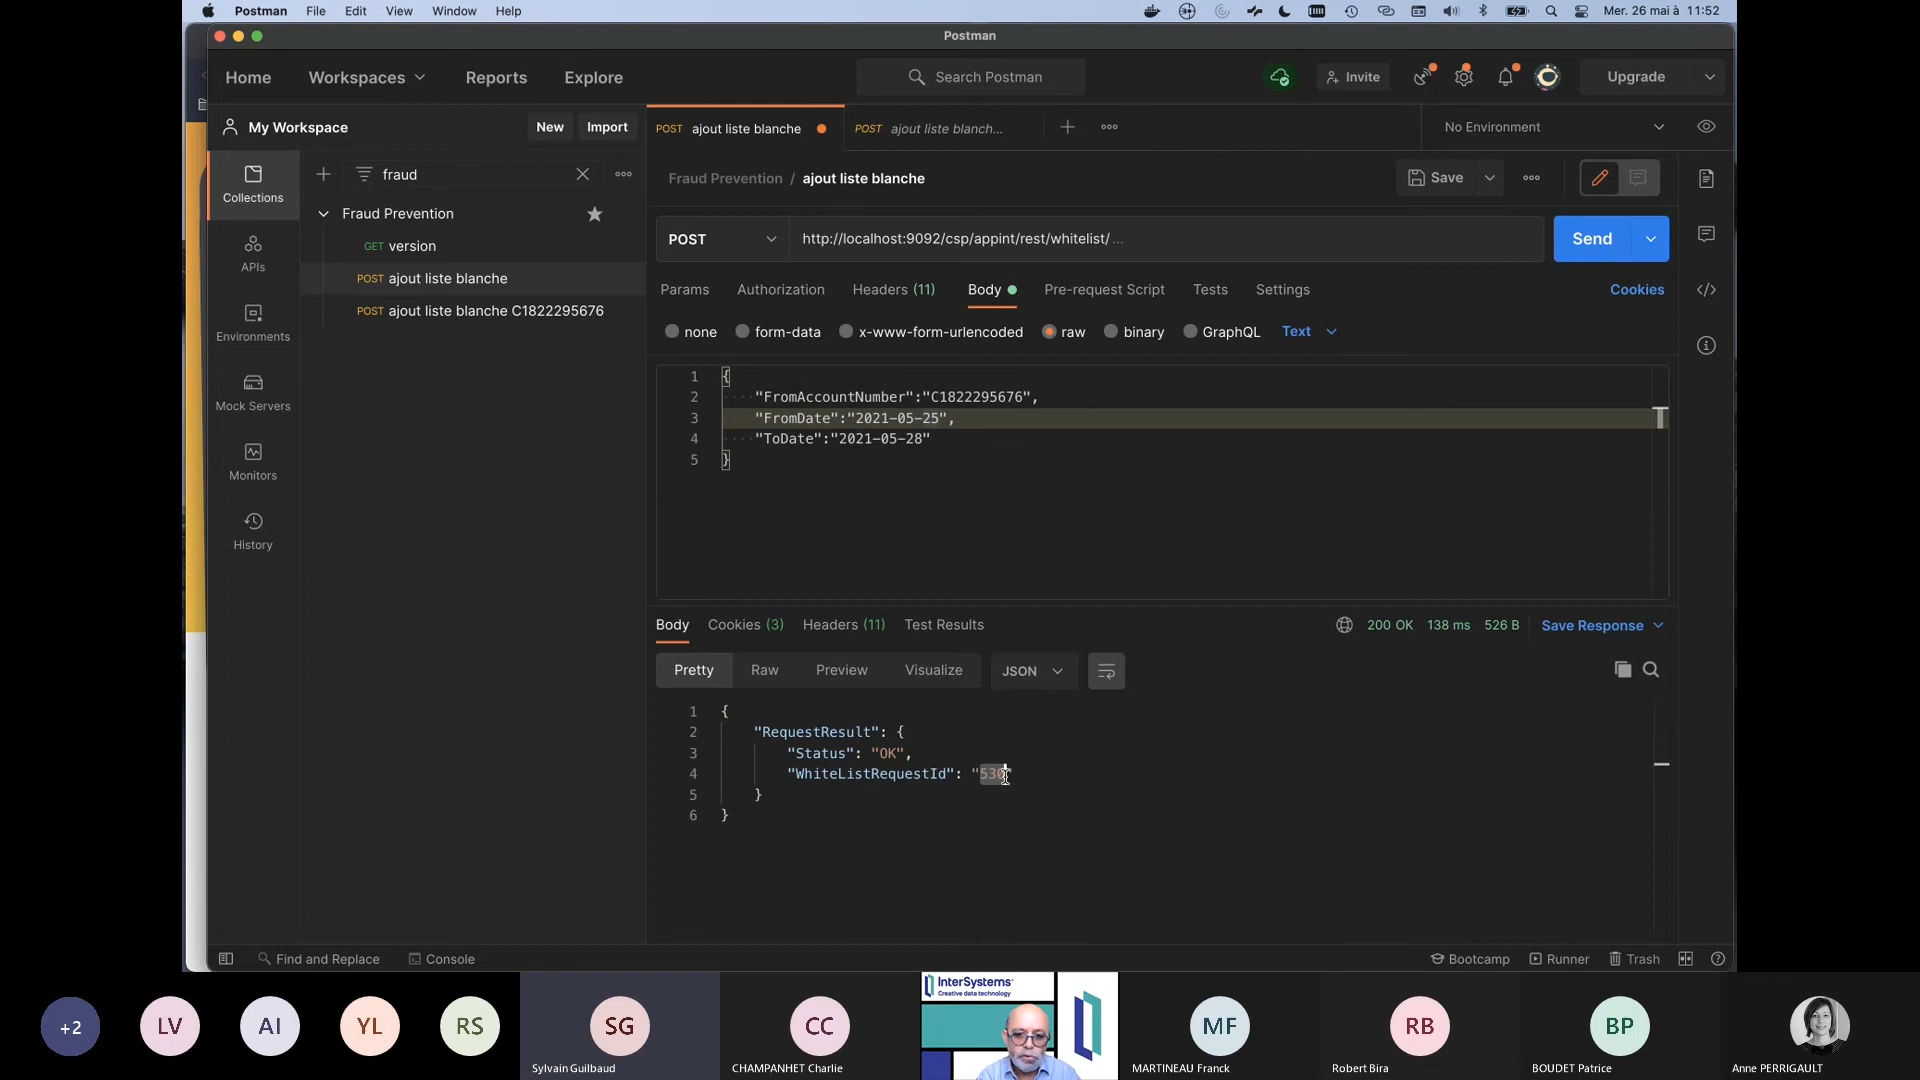 Postman File Edit View Window Help
Mer. 26 mai à 11:52
Postman
Home Workspaces Reports Explore
Search Postman
Invite
Upgrade
My Workspace
New Import
POST ajout liste blanche
POST ajout liste blanch...
No Environment
Collections
fraud
Fraud Prevention / ajout liste blanche
Save
Fraud Prevention
GET version
POST ajout liste blanche
POST ajout liste blanche C1822295676
APIs
Environments
Mock Servers
Monitors
History
POST http://localhost:9092/csp/appint/rest/whitelist/ ...
Send
Params Authorization Headers (11) Body Pre-request Script Tests Settings Cookies
none form-data x-www-form-urlencoded raw binary GraphQL Text
1 {
2 "FromAccountNumber":"C1822295676",
3 "FromDate":"2021-05-25",
4 "ToDate":"2021-05-28"
5 }
Body Cookies (3) Headers (11) Test Results
200 OK 138 ms 526 B Save Response
Pretty Raw Preview Visualize JSON
1 {
2 "RequestResult": {
3 "Status": "OK",
4 "WhiteListRequestId": "530"
5 }
6 }
Find and Replace Console
Bootcamp Runner Trash
+2 LV AI YL RS SG CC MF RB BP
InterSystems
Creative data technology
Sylvain Guilbaud
CHAMPANHET Charlie
MARTINEAU Franck
Robert Bira
BOUDET Patrice
Anne PERRIGAULT